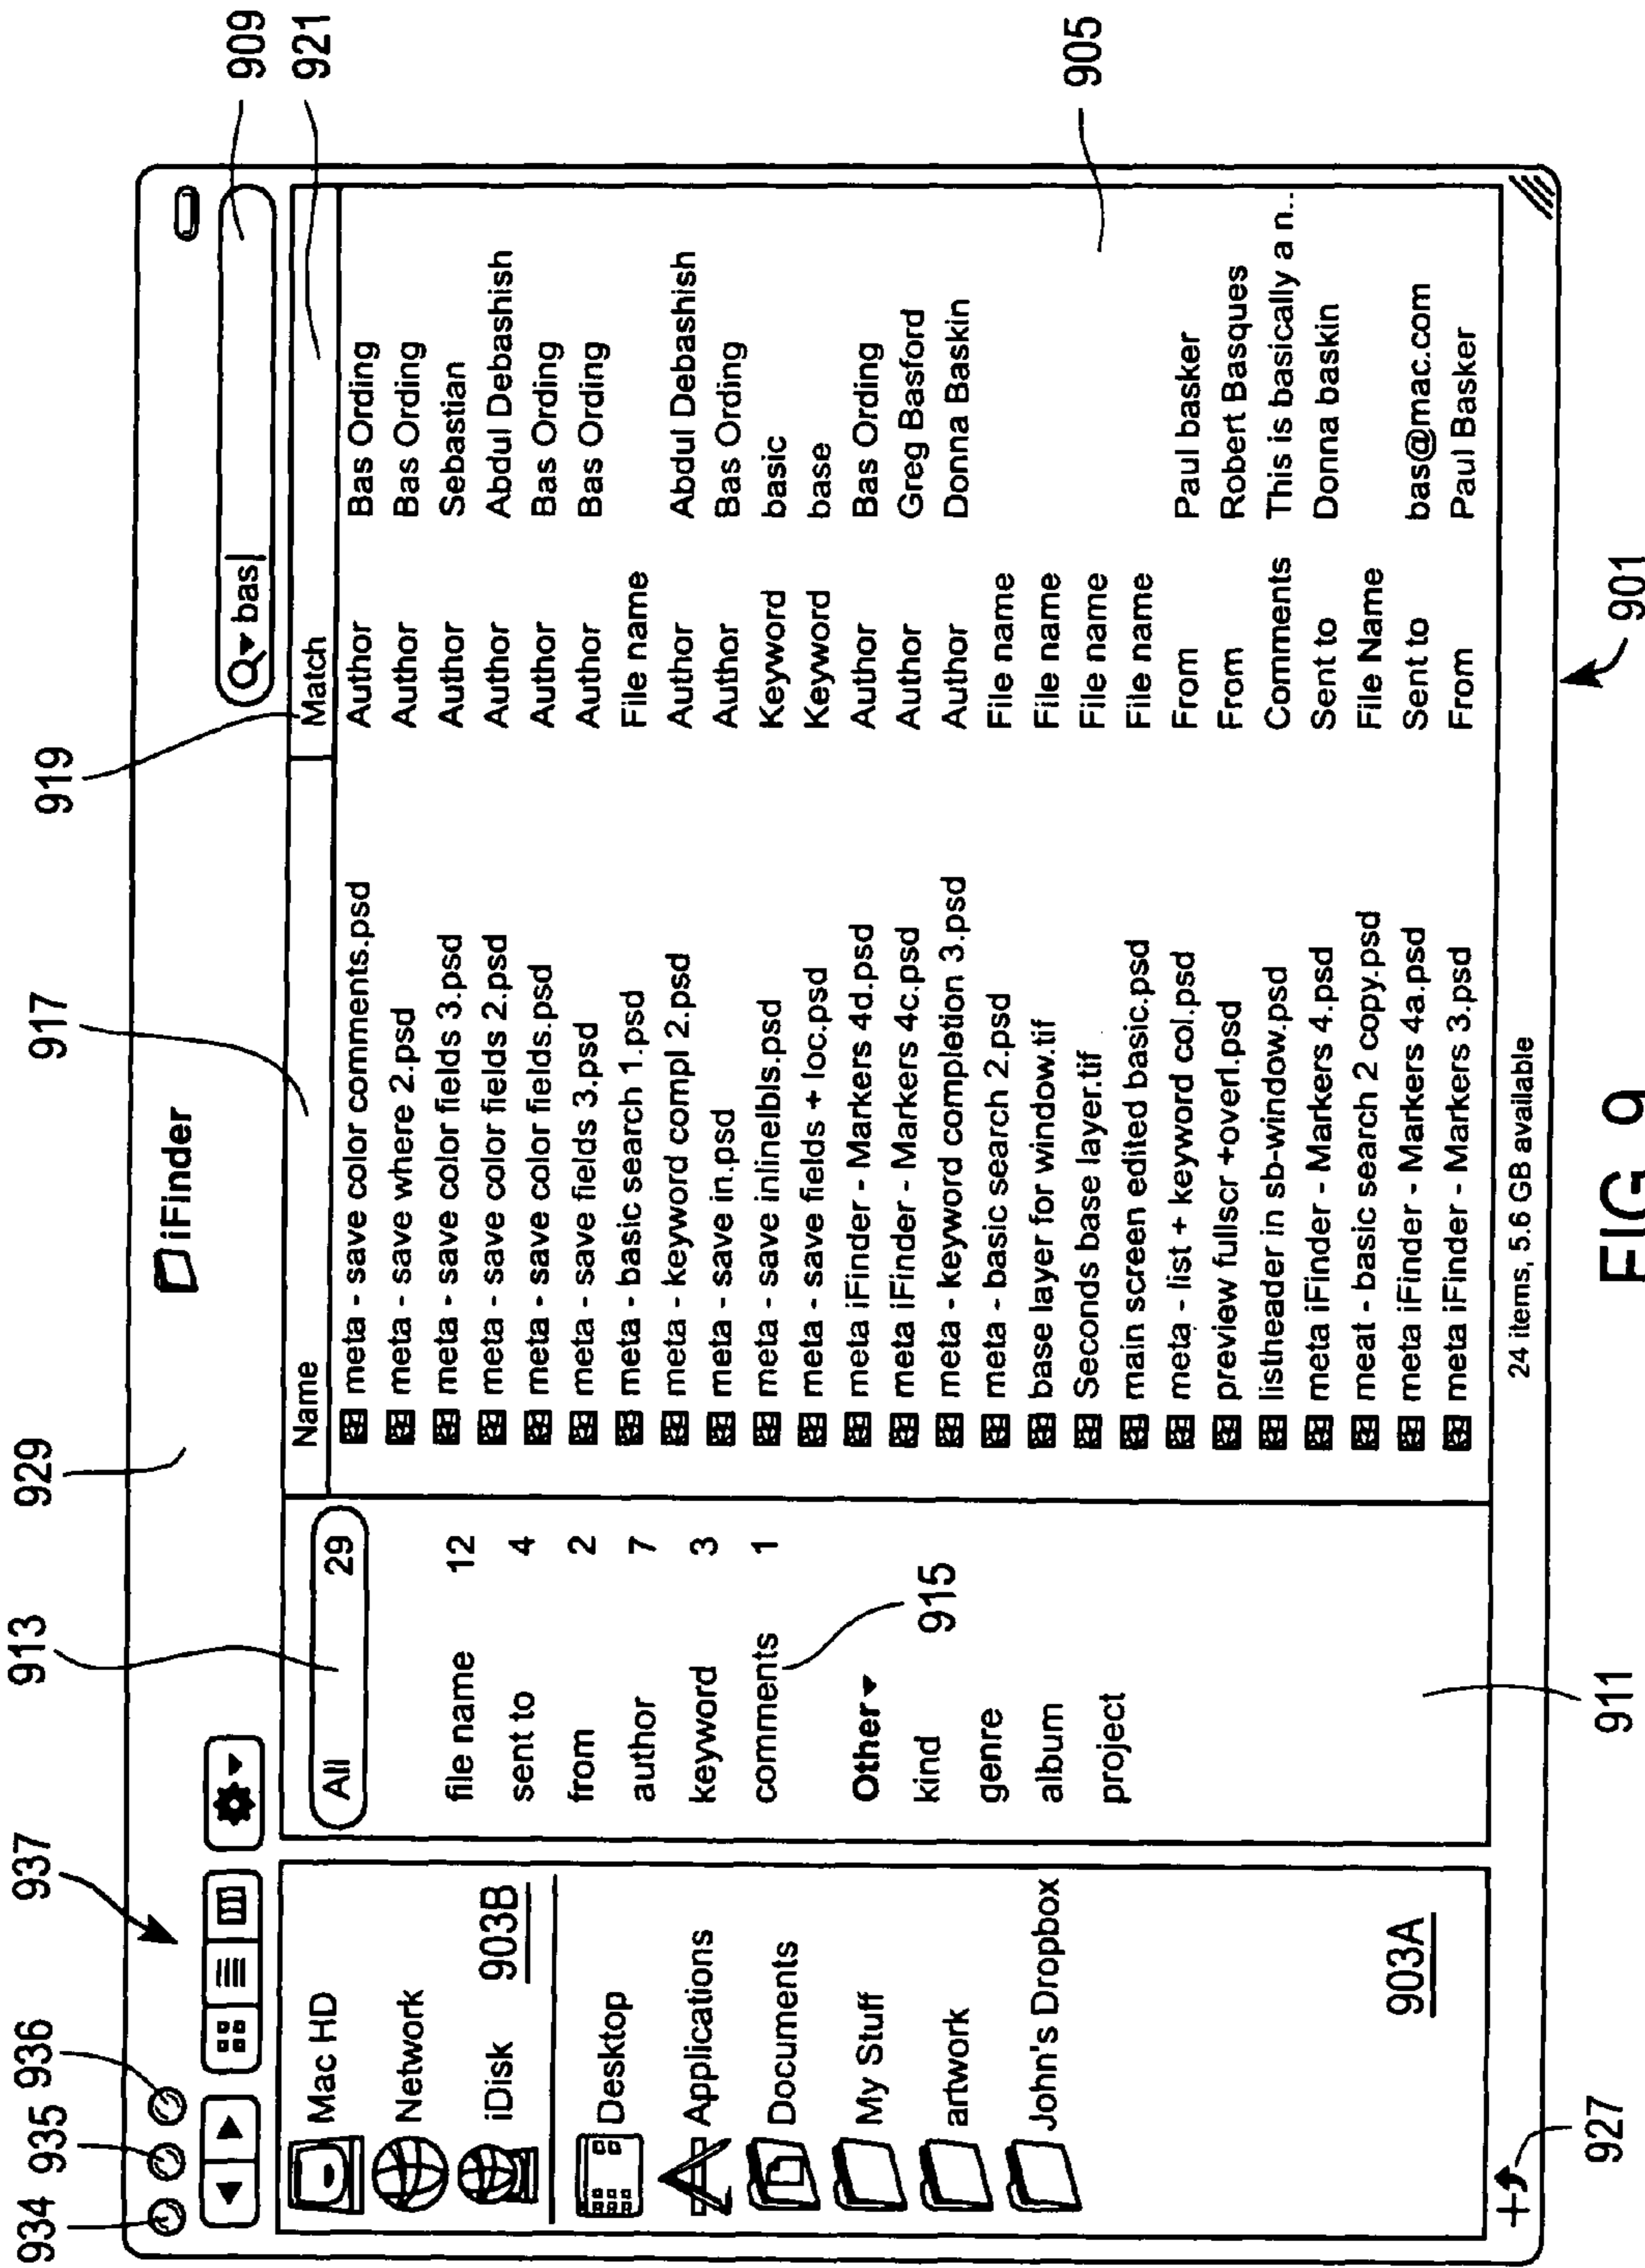 934 935 936 937 913 929 917 919
iFinder
bas
909
921
Mac HD
Network
iDisk
903B
Desktop
Applications
Documents
My Stuff
artwork
John's Dropbox
903A
All 29
file name 12
sent to 4
from 2
author 7
keyword 3
comments 1
915
Other
kind
genre
album
project
Name Match
meta - save color comments.psd Author Bas Ording
meta - save where 2.psd Author Bas Ording
meta - save color fields 3.psd Author Sebastian
meta - save color fields 2.psd Author Abdul Debashish
meta - save color fields.psd Author Bas Ording
meta - save fields 3.psd Author Bas Ording
meta - basic search 1.psd File name
meta - keyword compl 2.psd Author Abdul Debashish
meta - save in.psd Author Bas Ording
meta - save inlinelbls.psd Keyword basic
meta - save fields + loc.psd Keyword base
meta iFinder - Markers 4d.psd Author Bas Ording
meta iFinder - Markers 4c.psd Author Greg Basford
meta - keyword completion 3.psd Author Donna Baskin
meta - basic search 2.psd File name
base layer for window.tif File name
Seconds base layer.tif File name
main screen edited basic.psd File name
meta - list + keyword col.psd From Paul basker
preview fullscr +overl.psd From Robert Basques
listheader in sb-window.psd Comments This is basically a n..
meta iFinder - Markers 4.psd Sent to Donna baskin
meat - basic search 2 copy.psd File Name
meta iFinder - Markers 4a.psd Sent to bas@mac.com
meta iFinder - Markers 3.psd From Paul Basker
905
24 items, 5.6 GB available
927
911
901
FIG. 9